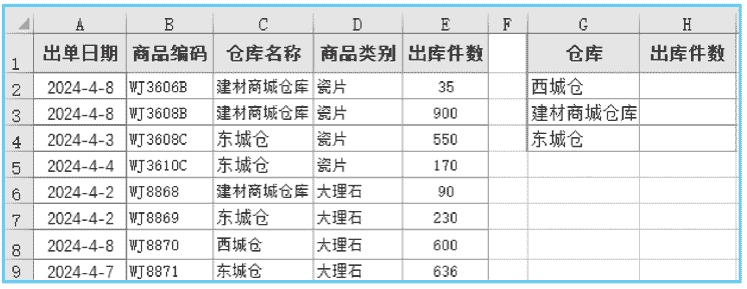 A B C D E F G H
1 出单日期 商品编码 仓库名称 商品类别 出库件数 仓库 出库件数
2 2024-4-8 WJ3606B 建材商城仓库 瓷片 35 西城仓
3 2024-4-8 WJ3608B 建材商城仓库 瓷片 900 建材商城仓库
4 2024-4-3 WJ3608C 东城仓 瓷片 550 东城仓
5 2024-4-4 WJ3610C 东城仓 瓷片 170
6 2024-4-2 WJ8868 建材商城仓库 大理石 90
7 2024-4-2 WJ8869 东城仓 大理石 230
8 2024-4-8 WJ8870 西城仓 大理石 600
9 2024-4-7 WJ8871 东城仓 大理石 636